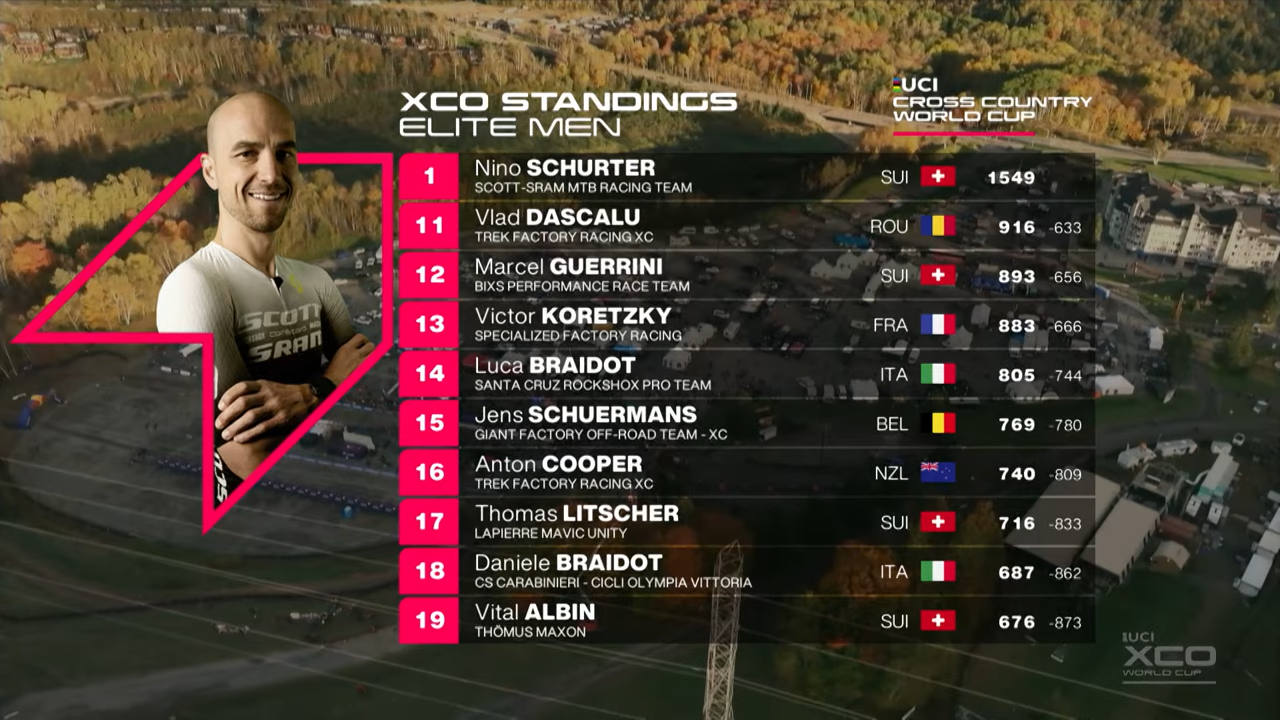 XCO STANDINGS
ELITE MEN
UCI
CROSS COUNTRY
WORLD CUP
1 Nino SCHURTER SUI 1549
SCOTT-SRAM MTB RACING TEAM
11 Vlad DASCALU ROU 916 -633
TREK FACTORY RACING XC
12 Marcel GUERRINI SUI 893 -656
BIXS PERFORMANCE RACE TEAM
13 Victor KORETZKY FRA 883 -666
SPECIALIZED FACTORY RACING
14 Luca BRAIDOT ITA 805 -744
SANTA CRUZ ROCKSHOX PRO TEAM
15 Jens SCHUERMANS BEL 769 -780
GIANT FACTORY OFF-ROAD TEAM - XC
16 Anton COOPER NZL 740 -809
TREK FACTORY RACING XC
17 Thomas LITSCHER SUI 716 -833
LAPIERRE MAVIC UNITY
18 Daniele BRAIDOT ITA 687 -862
CS CARABINIERI - CICLI OLYMPIA VITTORIA
19 Vital ALBIN SUI 676 -873
THÖMUS MAXON
SCOTT
SRAM
UCI
XCO
WORLD CUP